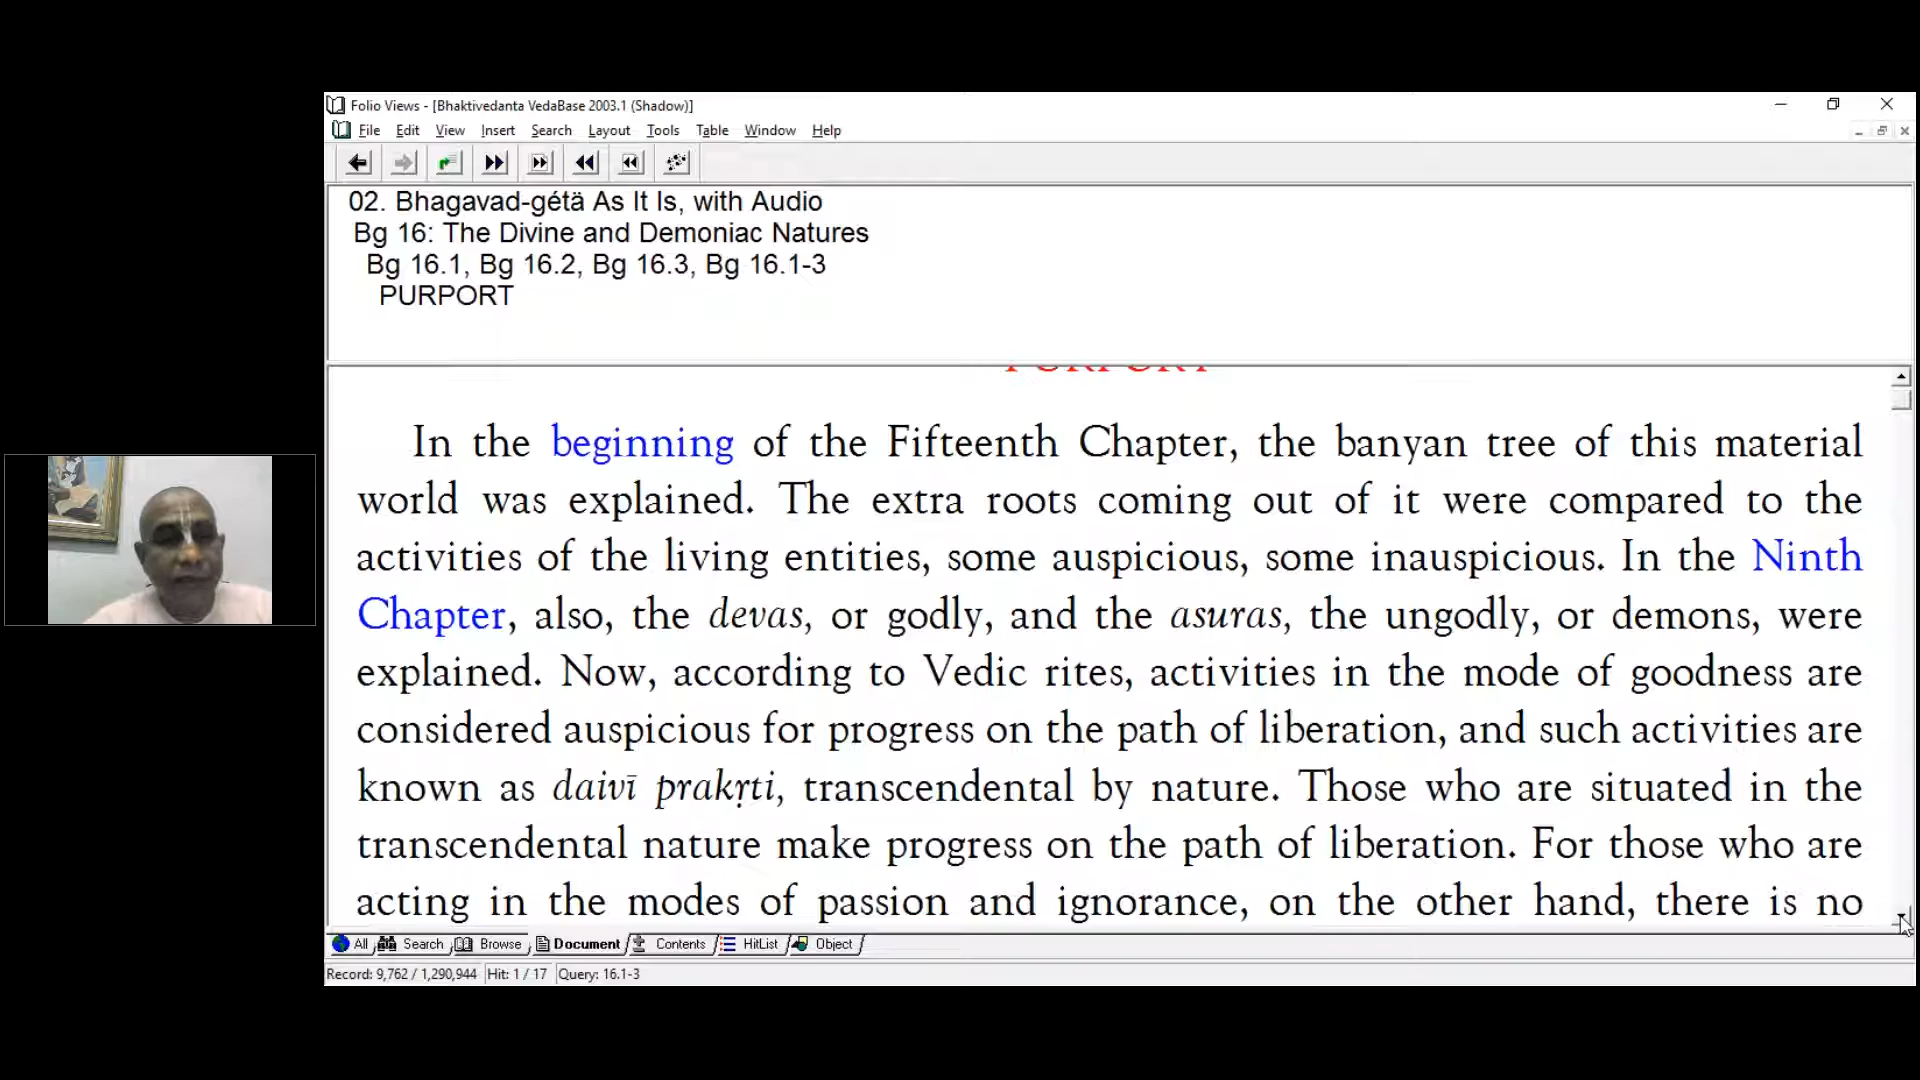 Folio Views - [Bhaktivedanta VedaBase 2003.1 (Shadow)]
File Edit View Insert Search Layout Tools Table Window Help
02. Bhagavad-gétä As It Is, with Audio
Bg 16: The Divine and Demoniac Natures
Bg 16.1, Bg 16.2, Bg 16.3, Bg 16.1-3
PURPORT
PURPORT
In the beginning of the Fifteenth Chapter, the banyan tree of this material
world was explained. The extra roots coming out of it were compared to the
activities of the living entities, some auspicious, some inauspicious. In the Ninth
Chapter, also, the devas, or godly, and the asuras, the ungodly, or demons, were
explained. Now, according to Vedic rites, activities in the mode of goodness are
considered auspicious for progress on the path of liberation, and such activities are
known as daivī prakṛti, transcendental by nature. Those who are situated in the
transcendental nature make progress on the path of liberation. For those who are
acting in the modes of passion and ignorance, on the other hand, there is no
All Search Browse Document Contents HitList Object
Record: 9,762 / 1,290,944 Hit: 1 / 17 Query: 16.1-3